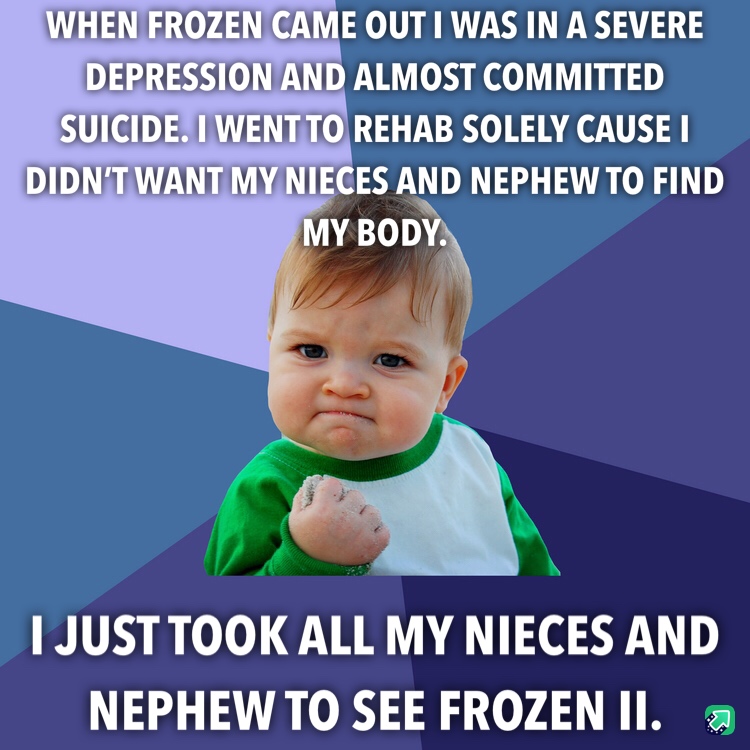 WHEN FROZEN CAME OUT I WAS IN A SEVERE
DEPRESSION AND ALMOST COMMITTED
SUICIDE. I WENT TO REHAB SOLELY CAUSE I
DIDN'T WANT MY NIECES AND NEPHEW TO FIND
MY BODY.
I JUST TOOK ALL MY NIECES AND
NEPHEW TO SEE FROZEN II.